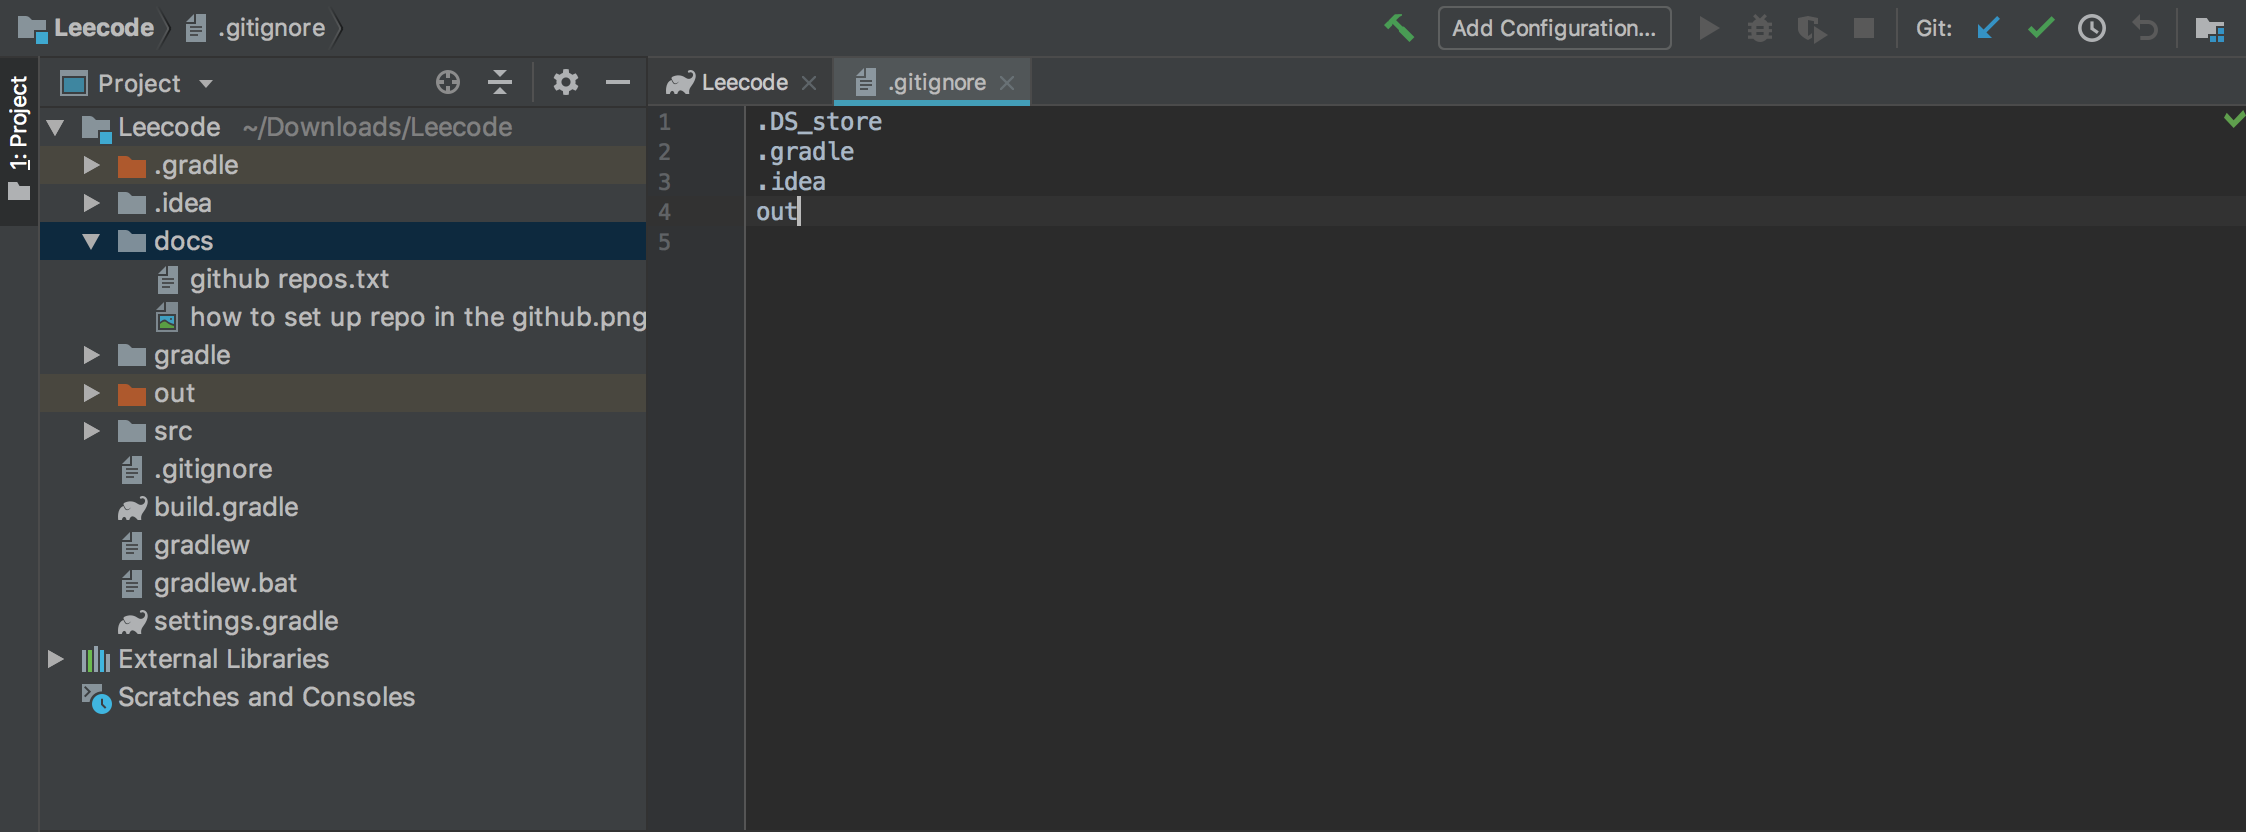 Leecode .gitignore Add Configuration... Git:
1: Project
Project
Leecode ~/Downloads/Leecode
.gradle
.idea
docs
github repos.txt
how to set up repo in the github.png
gradle
out
src
.gitignore
build.gradle
gradlew
gradlew.bat
settings.gradle
External Libraries
Scratches and Consoles
Leecode .gitignore
1 .DS_store
2 .gradle
3 .idea
4 out
5